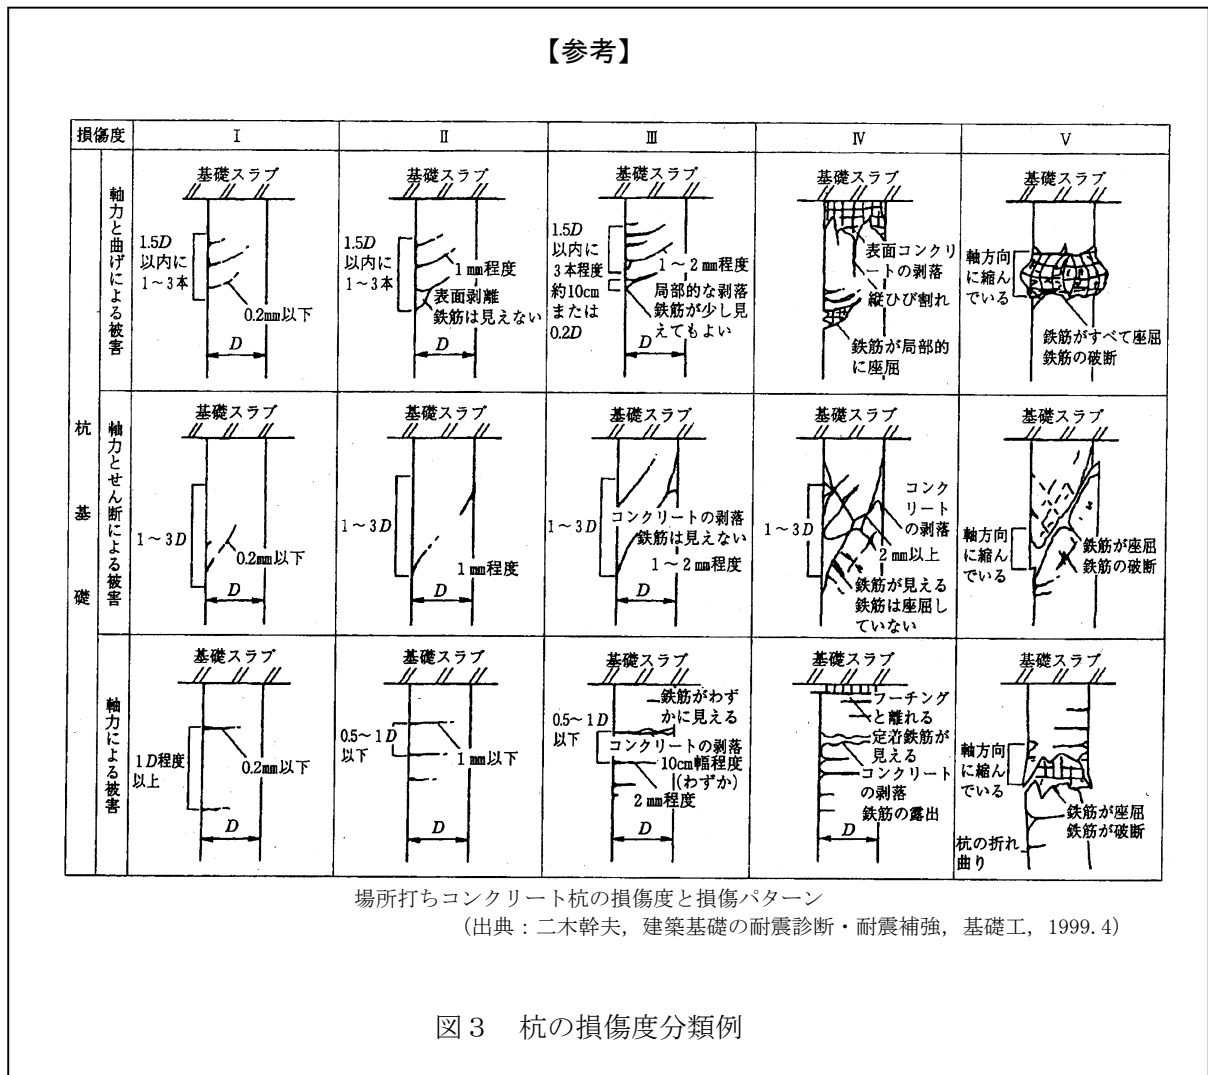 【参考】
損傷度
Ⅰ
Ⅱ
Ⅲ
Ⅳ
Ⅴ
杭基礎
軸力と曲げによる被害
基礎スラブ
1.5D
以内に
1～3本
0.2mm以下
D
基礎スラブ
1.5D
以内に
1～3本
1mm程度
表面剥離
鉄筋は見えない
D
基礎スラブ
1.5D
以内に
3本程度
約10cm
または
0.2D
1～2mm程度
局部的な剥落
鉄筋が少し見
えてもよい
D
基礎スラブ
表面コンクリ
ートの剥落
縦ひび割れ
鉄筋が局部的
に座屈
基礎スラブ
軸方向
に縮ん
でいる
鉄筋がすべて座屈
鉄筋の破断
軸力とせん断による被害
基礎スラブ
1～3D
0.2mm以下
D
基礎スラブ
1～3D
1mm程度
D
基礎スラブ
1～3D
コンクリートの剥落
鉄筋は見えない
1～2mm程度
D
基礎スラブ
1～3D
コンク
リート
の剥落
2mm以上
鉄筋が見える
鉄筋は座屈し
ていない
基礎スラブ
軸方向
に縮ん
でいる
鉄筋が座屈
鉄筋の破断
軸力による被害
基礎スラブ
1D程度
以上
0.2mm以下
D
基礎スラブ
0.5～1D
以下
1mm以下
D
基礎スラブ
鉄筋がわず
かに見える
0.5～1D
以下
コンクリートの剥落
10cm幅程度
(わずか)
2mm程度
D
基礎スラブ
フーチング
と離れる
定着鉄筋が
見える
コンクリート
の剥落
鉄筋の露出
D
基礎スラブ
軸方向
に縮ん
でいる
鉄筋が座屈
鉄筋が破断
杭の折れ
曲り
場所打ちコンクリート杭の損傷度と損傷パターン
(出典：二木幹夫，建築基礎の耐震診断・耐震補強，基礎工，1999.4)
図３　杭の損傷度分類例